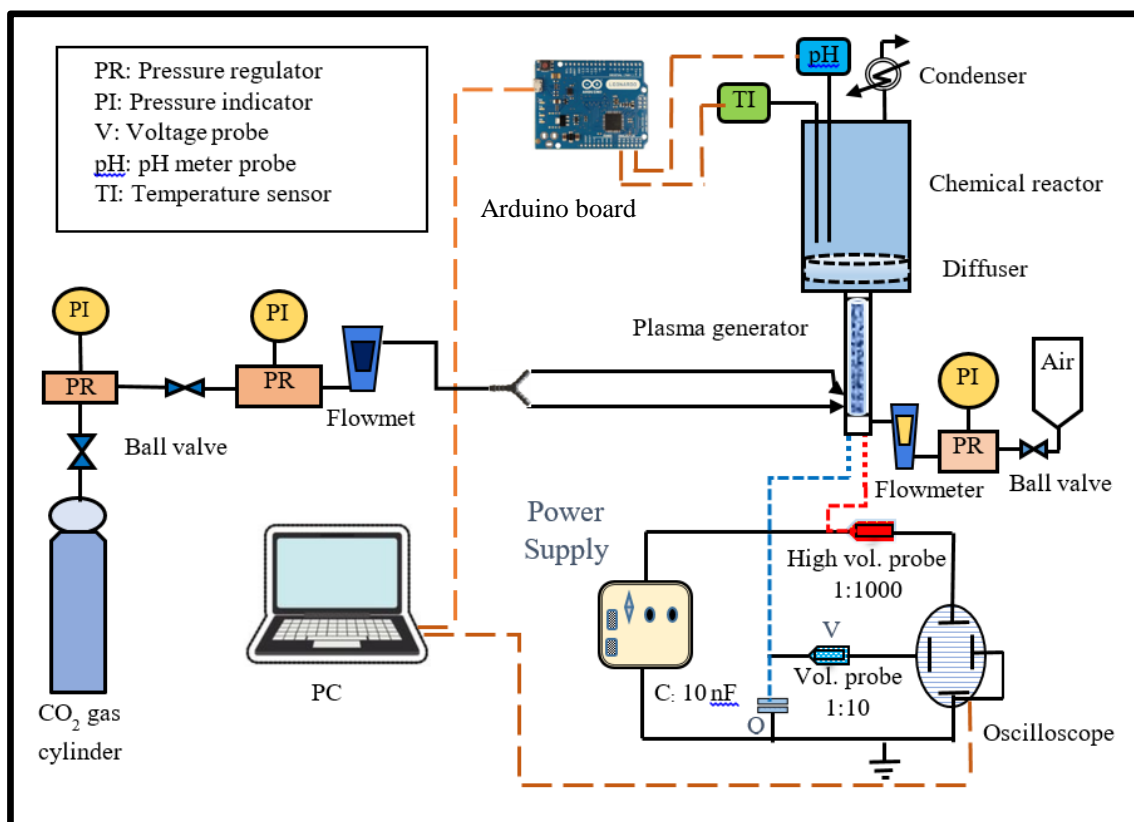 PR: Pressure regulator
PI: Pressure indicator
V: Voltage probe
pH: pH meter probe
TI: Temperature sensor
Arduino board
pH
TI
Condenser
Chemical reactor
Diffuser
Plasma generator
PI
PR
Ball valve
PI
PR
Flowmet
Air
PI
PR
Flowmeter
Ball valve
CO₂ gas
cylinder
PC
Power
Supply
High vol. probe
1:1000
V
Vol. probe
1:10
C: 10 nF
Q
Oscilloscope